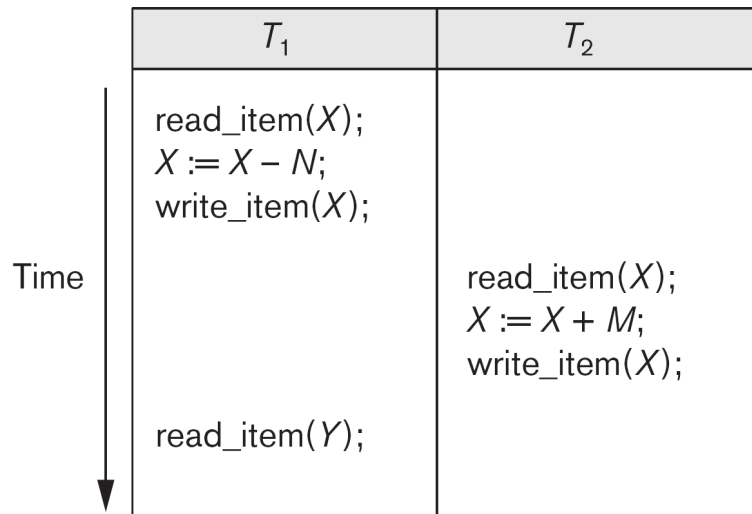 T₁ T₂
read_item(X);
X := X – N;
write_item(X);
Time
read_item(X);
X := X + M;
write_item(X);
read_item(Y);